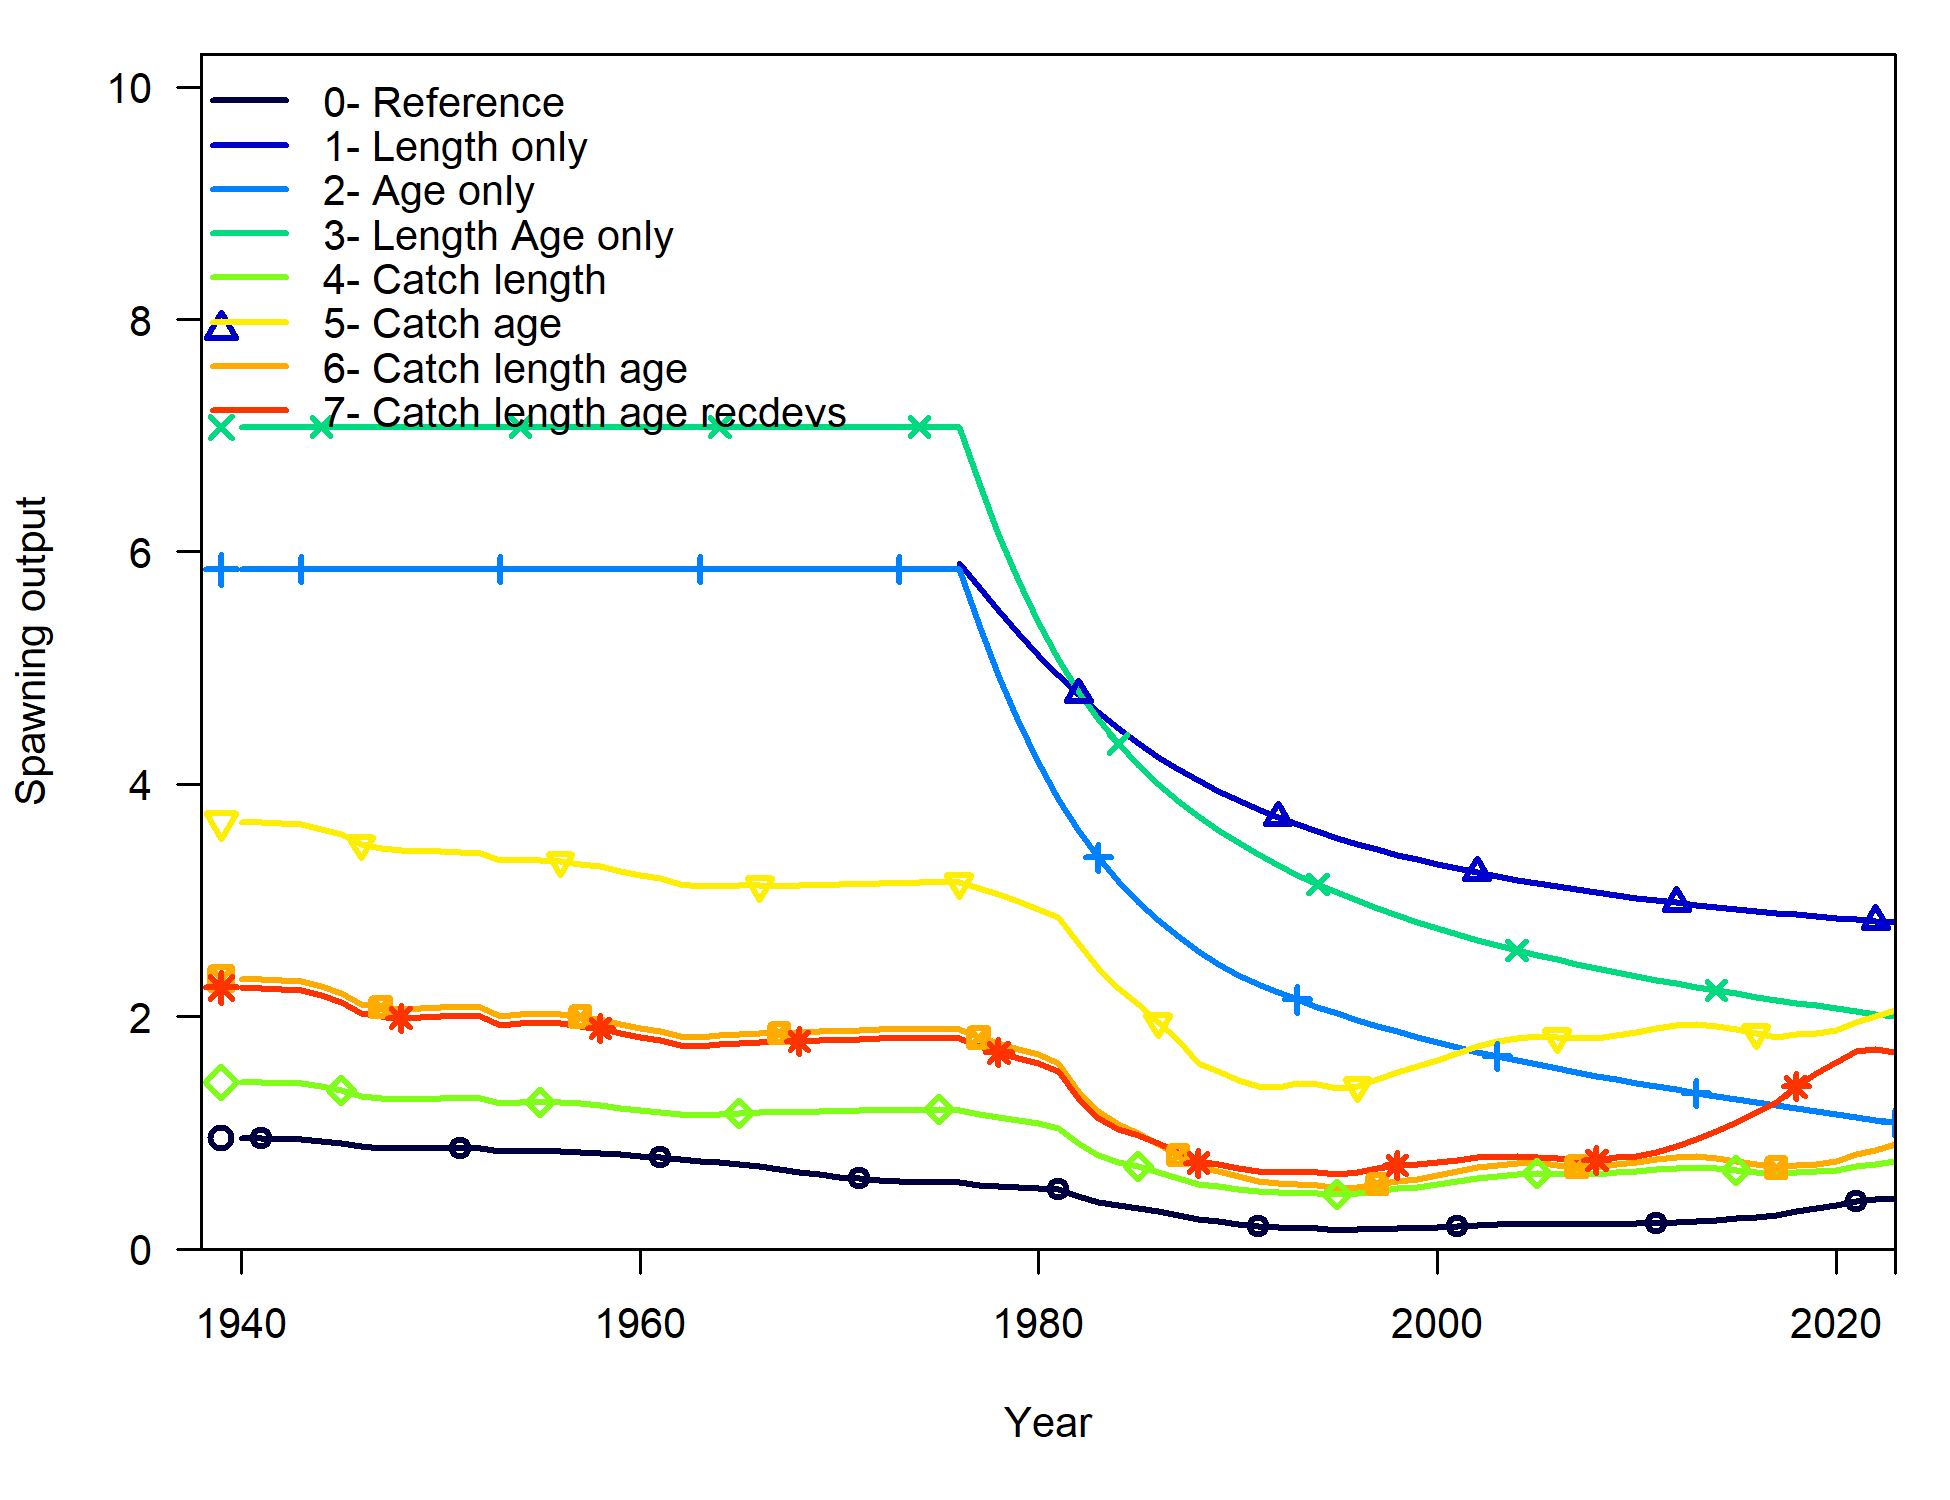 10
8
6
4
2
0
Spawning output
0- Reference
1- Length only
2- Age only
3- Length Age only
4- Catch length
5- Catch age
6- Catch length age
7- Catch length age recdevs
1940 1960 1980 2000 2020
Year